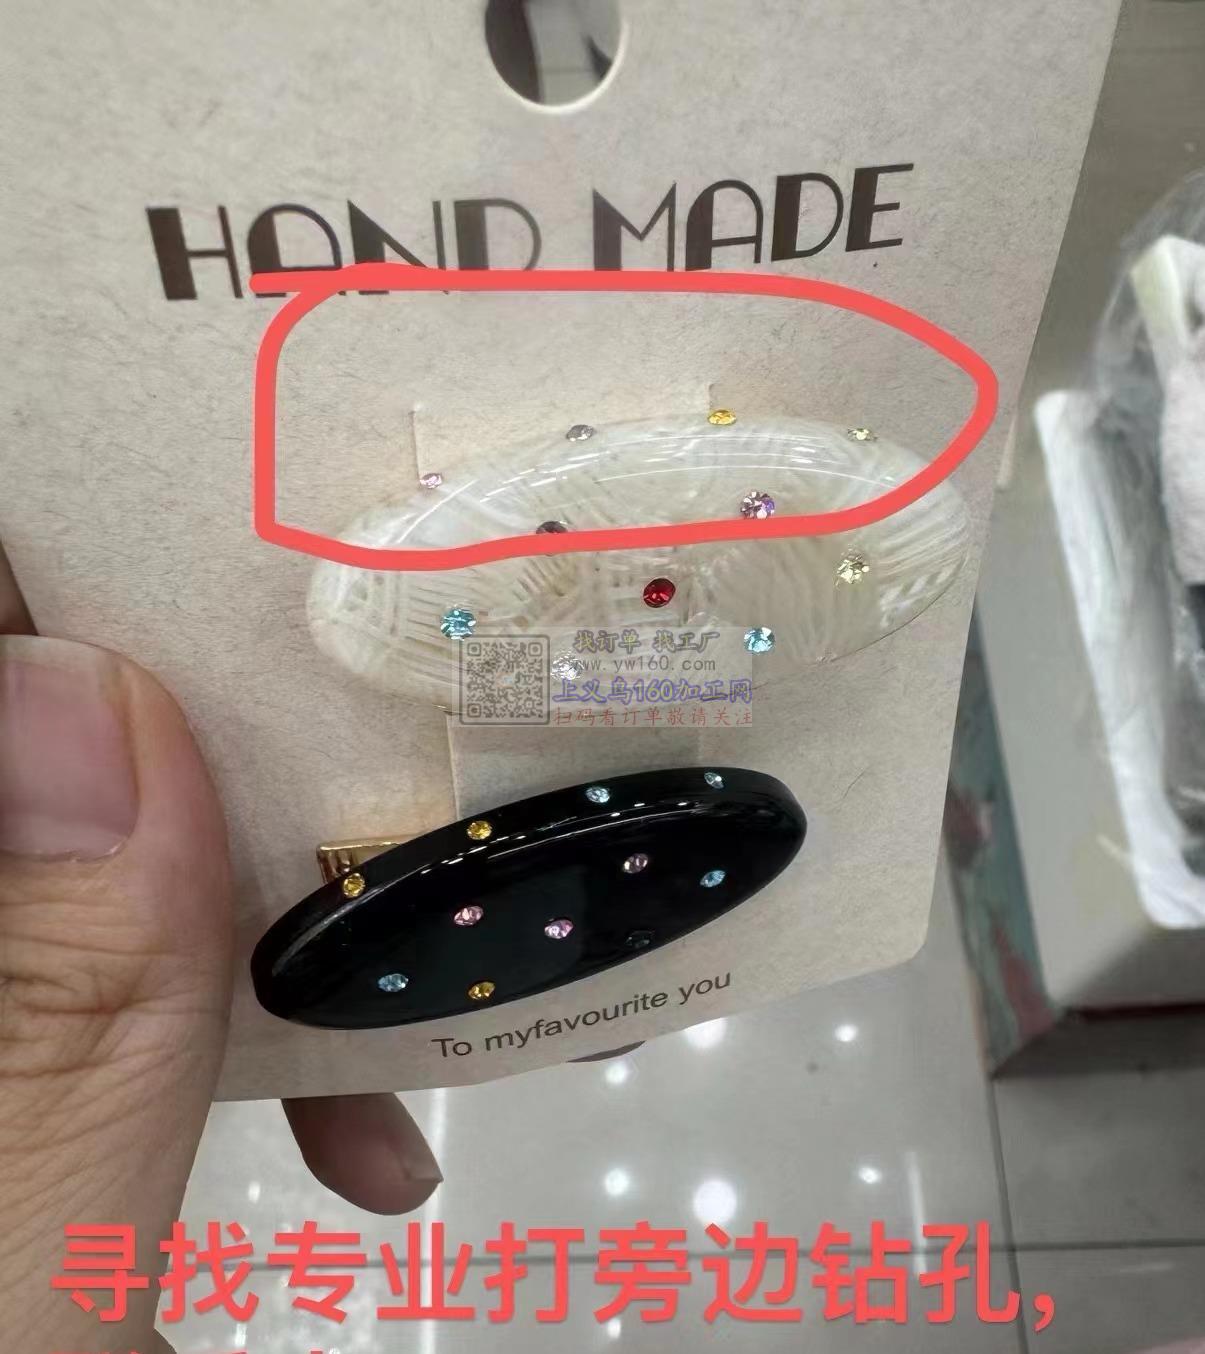 HAND MADE
找订单 找工厂
www.yw160.com
上义乌160加工网
扫码看订单敬请关注
To myfavourite you
寻找专业打旁边钻孔，